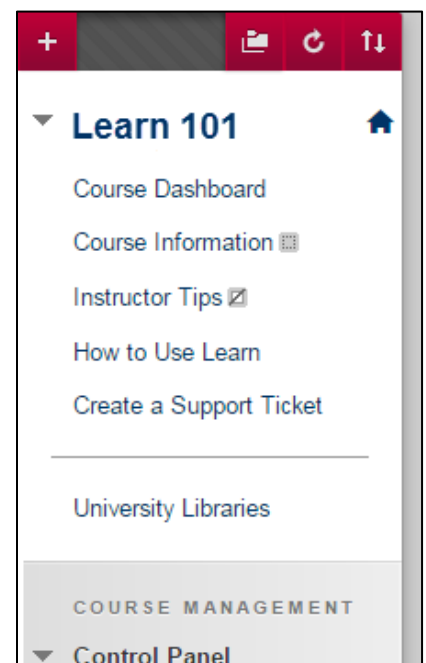 Learn 101
Course Dashboard
Course Information
Instructor Tips
How to Use Learn
Create a Support Ticket
University Libraries
COURSE MANAGEMENT
Control Panel